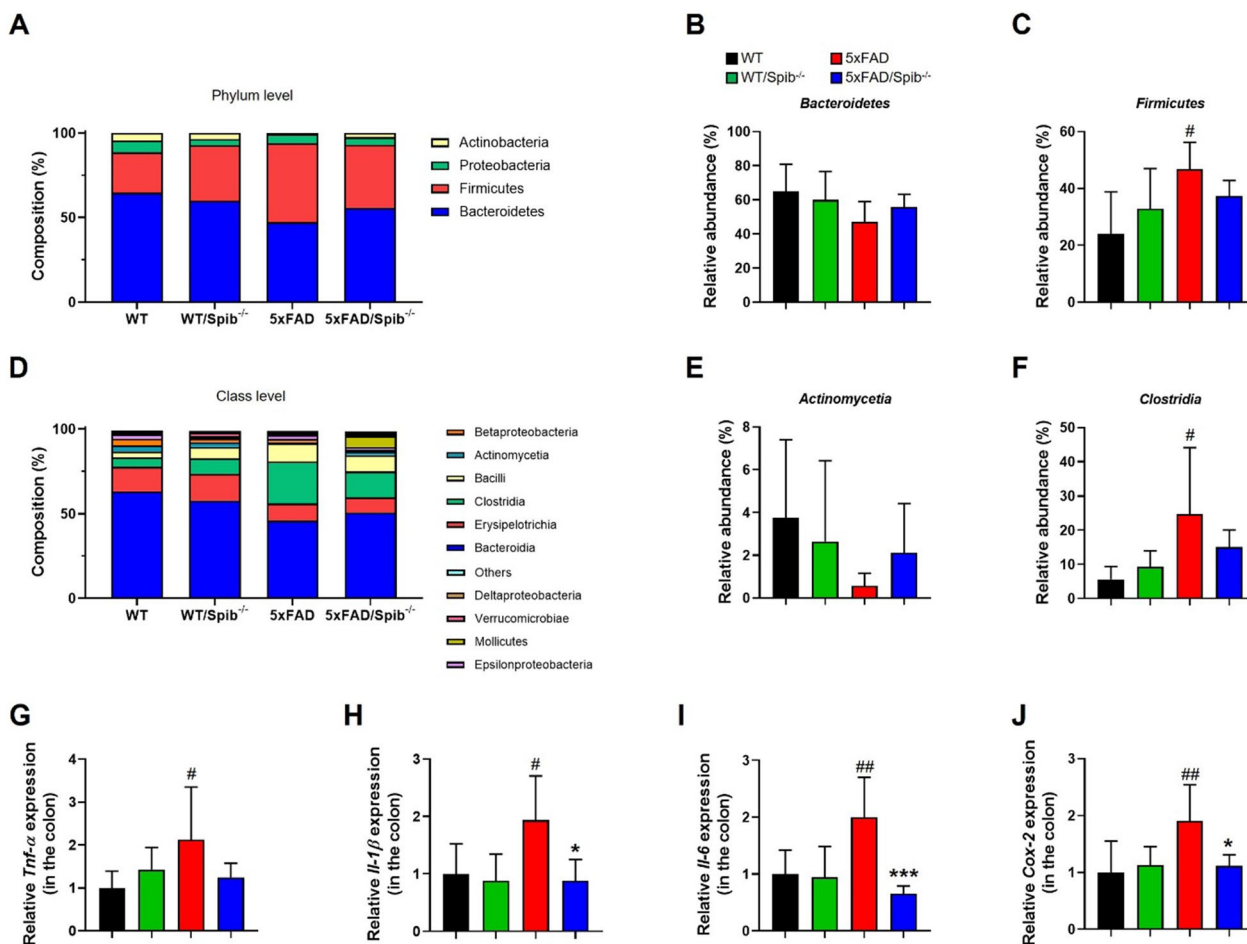 A
Phylum level
Composition (%)
100
50
0
WT
WT/Spib⁻/⁻
5xFAD
5xFAD/Spib⁻/⁻
Actinobacteria
Proteobacteria
Firmicutes
Bacteroidetes
B
WT
5xFAD
WT/Spib⁻/⁻
5xFAD/Spib⁻/⁻
Bacteroidetes
Relative abundance (%)
100
80
60
40
20
0
C
Firmicutes
Relative abundance (%)
60
40
20
0
#
D
Class level
Composition (%)
100
50
0
WT
WT/Spib⁻/⁻
5xFAD
5xFAD/Spib⁻/⁻
Betaproteobacteria
Actinomycetia
Bacilli
Clostridia
Erysipelotrichia
Bacteroidia
Others
Deltaproteobacteria
Verrucomicrobiae
Mollicutes
Epsilonproteobacteria
E
Actinomycetia
Relative abundance (%)
8
6
4
2
0
F
Clostridia
Relative abundance (%)
50
40
30
20
10
0
#
G
Relative Tnf-α expression
(in the colon)
4
3
2
1
0
#
H
Relative Il-1β expression
(in the colon)
3
2
1
0
#
*
I
Relative Il-6 expression
(in the colon)
3
2
1
0
##
***
J
Relative Cox-2 expression
(in the colon)
3
2
1
0
##
*